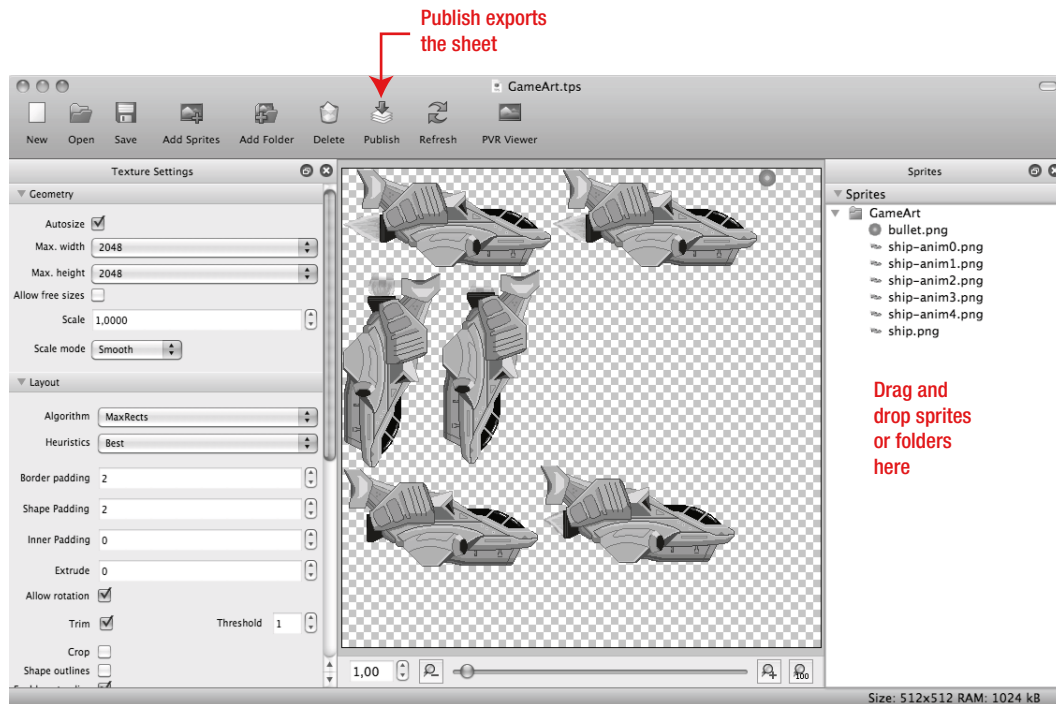 Publish exports
the sheet
GameArt.tps
New Open Save Add Sprites Add Folder Delete Publish Refresh PVR Viewer
Texture Settings
Geometry
Autosize
Max. width 2048
Max. height 2048
Allow free sizes
Scale 1,0000
Scale mode Smooth
Layout
Algorithm MaxRects
Heuristics Best
Border padding 2
Shape Padding 2
Inner Padding 0
Extrude 0
Allow rotation
Trim Threshold 1
Crop
Shape outlines
1,00
100
Sprites
Sprites
GameArt
bullet.png
ship-anim0.png
ship-anim1.png
ship-anim2.png
ship-anim3.png
ship-anim4.png
ship.png
Drag and
drop sprites
or folders
here
Size: 512x512 RAM: 1024 kB